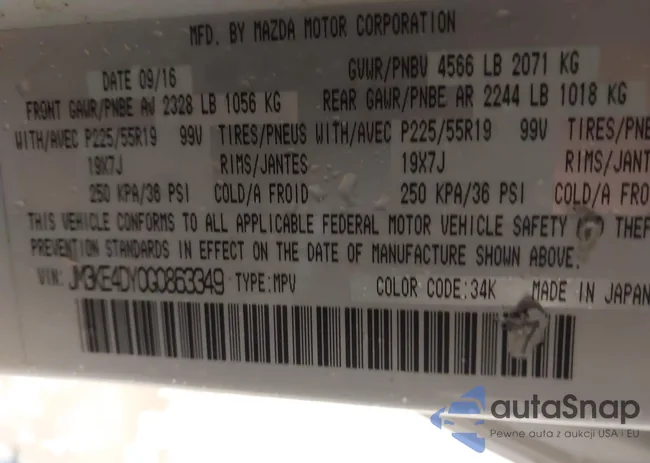 MFD. BY MAZDA MOTOR CORPORATION
DATE 09/16 GVWR/PNBV 4566 LB 2071 KG
FRONT GAWR/PNBE AV 2328 LB 1056 KG REAR GAWR/PNBE AR 2244 LB 1018 KG
WITH/AVEC P225/55R19 99V TIRES/PNEUS WITH/AVEC P225/55R19 99V TIRES/PNE
19X7J RIMS/JANTES 19X7J RIMS/JANT
250 KPA/36 PSI COLD/A FROID 250 KPA/36 PSI COLD/A FRO
THIS VEHICLE CONFORMS TO ALL APPLICABLE FEDERAL MOTOR VEHICLE SAFETY THEF
PREVENTION STANDARDS IN EFFECT ON THE DATE OF MANUFACTURE SHOWN ABOVE.
VIN: JM3KE4DY0G0863349 TYPE:MPV COLOR CODE:34K MADE IN JAPAN
autaSnap
Pewne auta z aukcji USA i EU